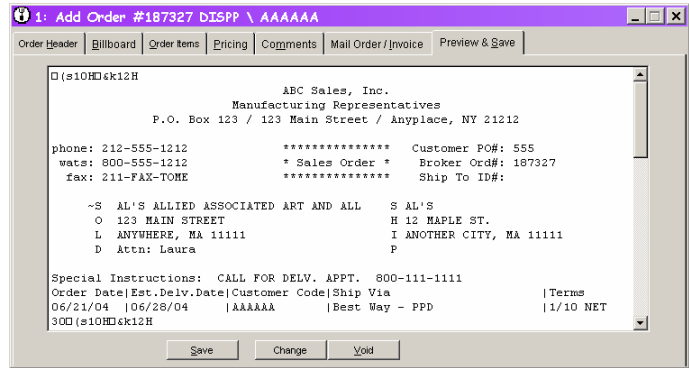 1: Add Order #187327 DISPP \ AAAAAA
Order Header Billboard Order Items Pricing Comments Mail Order / Invoice Preview & Save
□(s10H□&k12H
ABC Sales, Inc.
Manufacturing Representatives
P.O. Box 123 / 123 Main Street / Anyplace, NY 21212
phone: 212-555-1212 *************** Customer PO#: 555
wats: 800-555-1212 * Sales Order * Broker Ord#: 187327
fax: 211-FAX-TOME *************** Ship To ID#:
~S AL'S ALLIED ASSOCIATED ART AND ALL S AL'S
O 123 MAIN STREET H 12 MAPLE ST.
L ANYWHERE, MA 11111 I ANOTHER CITY, MA 11111
D Attn: Laura P
Special Instructions: CALL FOR DELV. APPT. 800-111-1111
Order Date|Est.Delv.Date|Customer Code|Ship Via |Terms
06/21/04 |06/28/04 |AAAAAA |Best Way - PPD |1/10 NET
30□(s10H□&k12H
Save Change Void